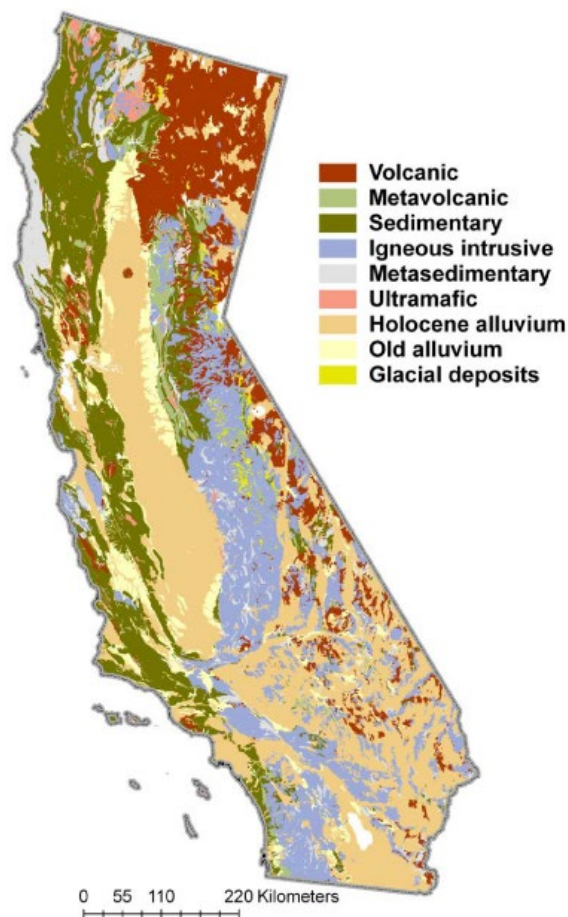 Volcanic
Metavolcanic
Sedimentary
Igneous intrusive
Metasedimentary
Ultramafic
Holocene alluvium
Old alluvium
Glacial deposits
0 55 110 220 Kilometers